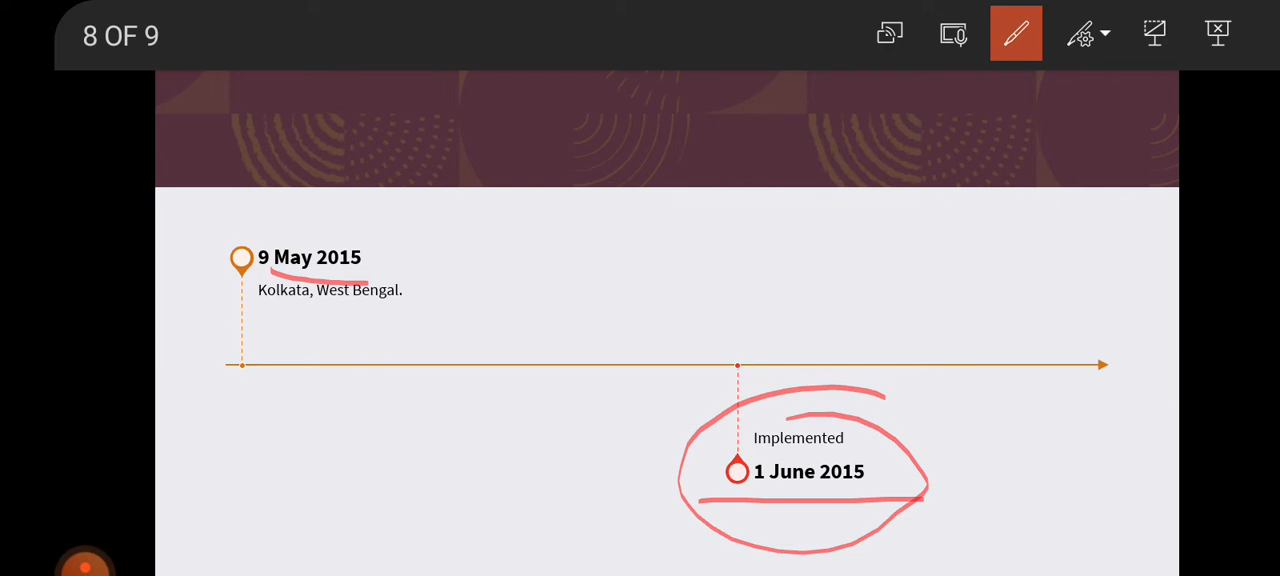 8 OF 9
9 May 2015
Kolkata, West Bengal.
Implemented
1 June 2015